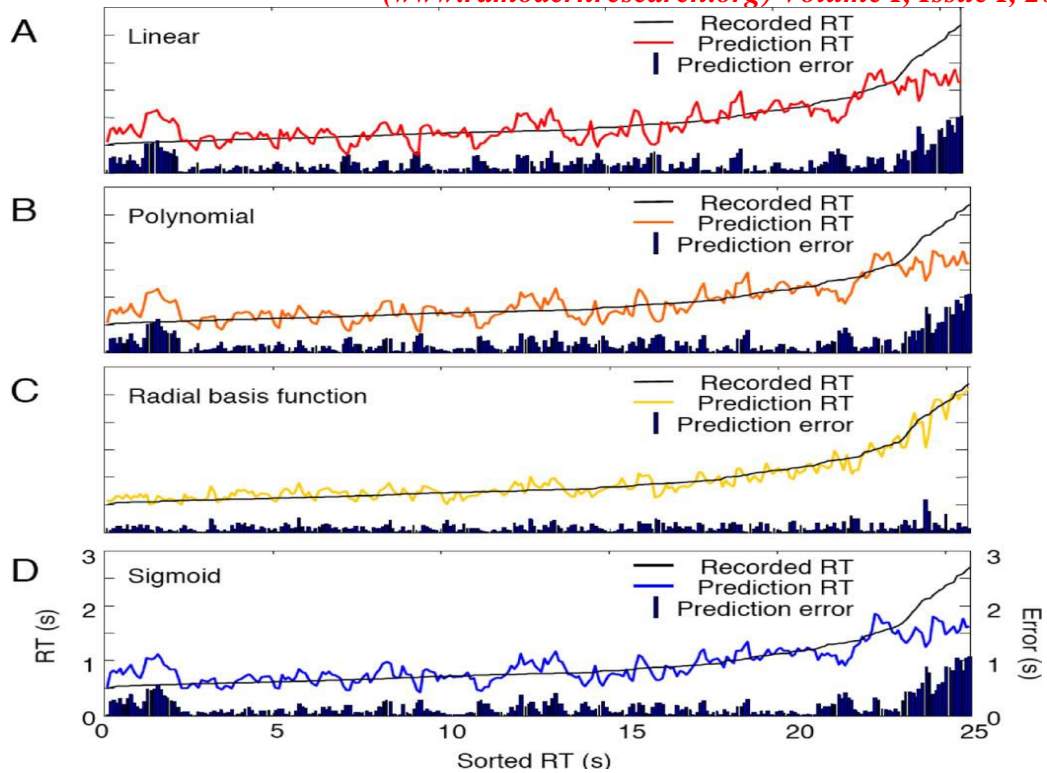 A
Linear
Recorded RT
Prediction RT
Prediction error
B
Polynomial
Recorded RT
Prediction RT
Prediction error
C
Radial basis function
Recorded RT
Prediction RT
Prediction error
D
Sigmoid
Recorded RT
Prediction RT
Prediction error
RT (s)
3
2
1
0
3
2
1
0
Error (s)
0
5
10
15
20
25
Sorted RT (s)